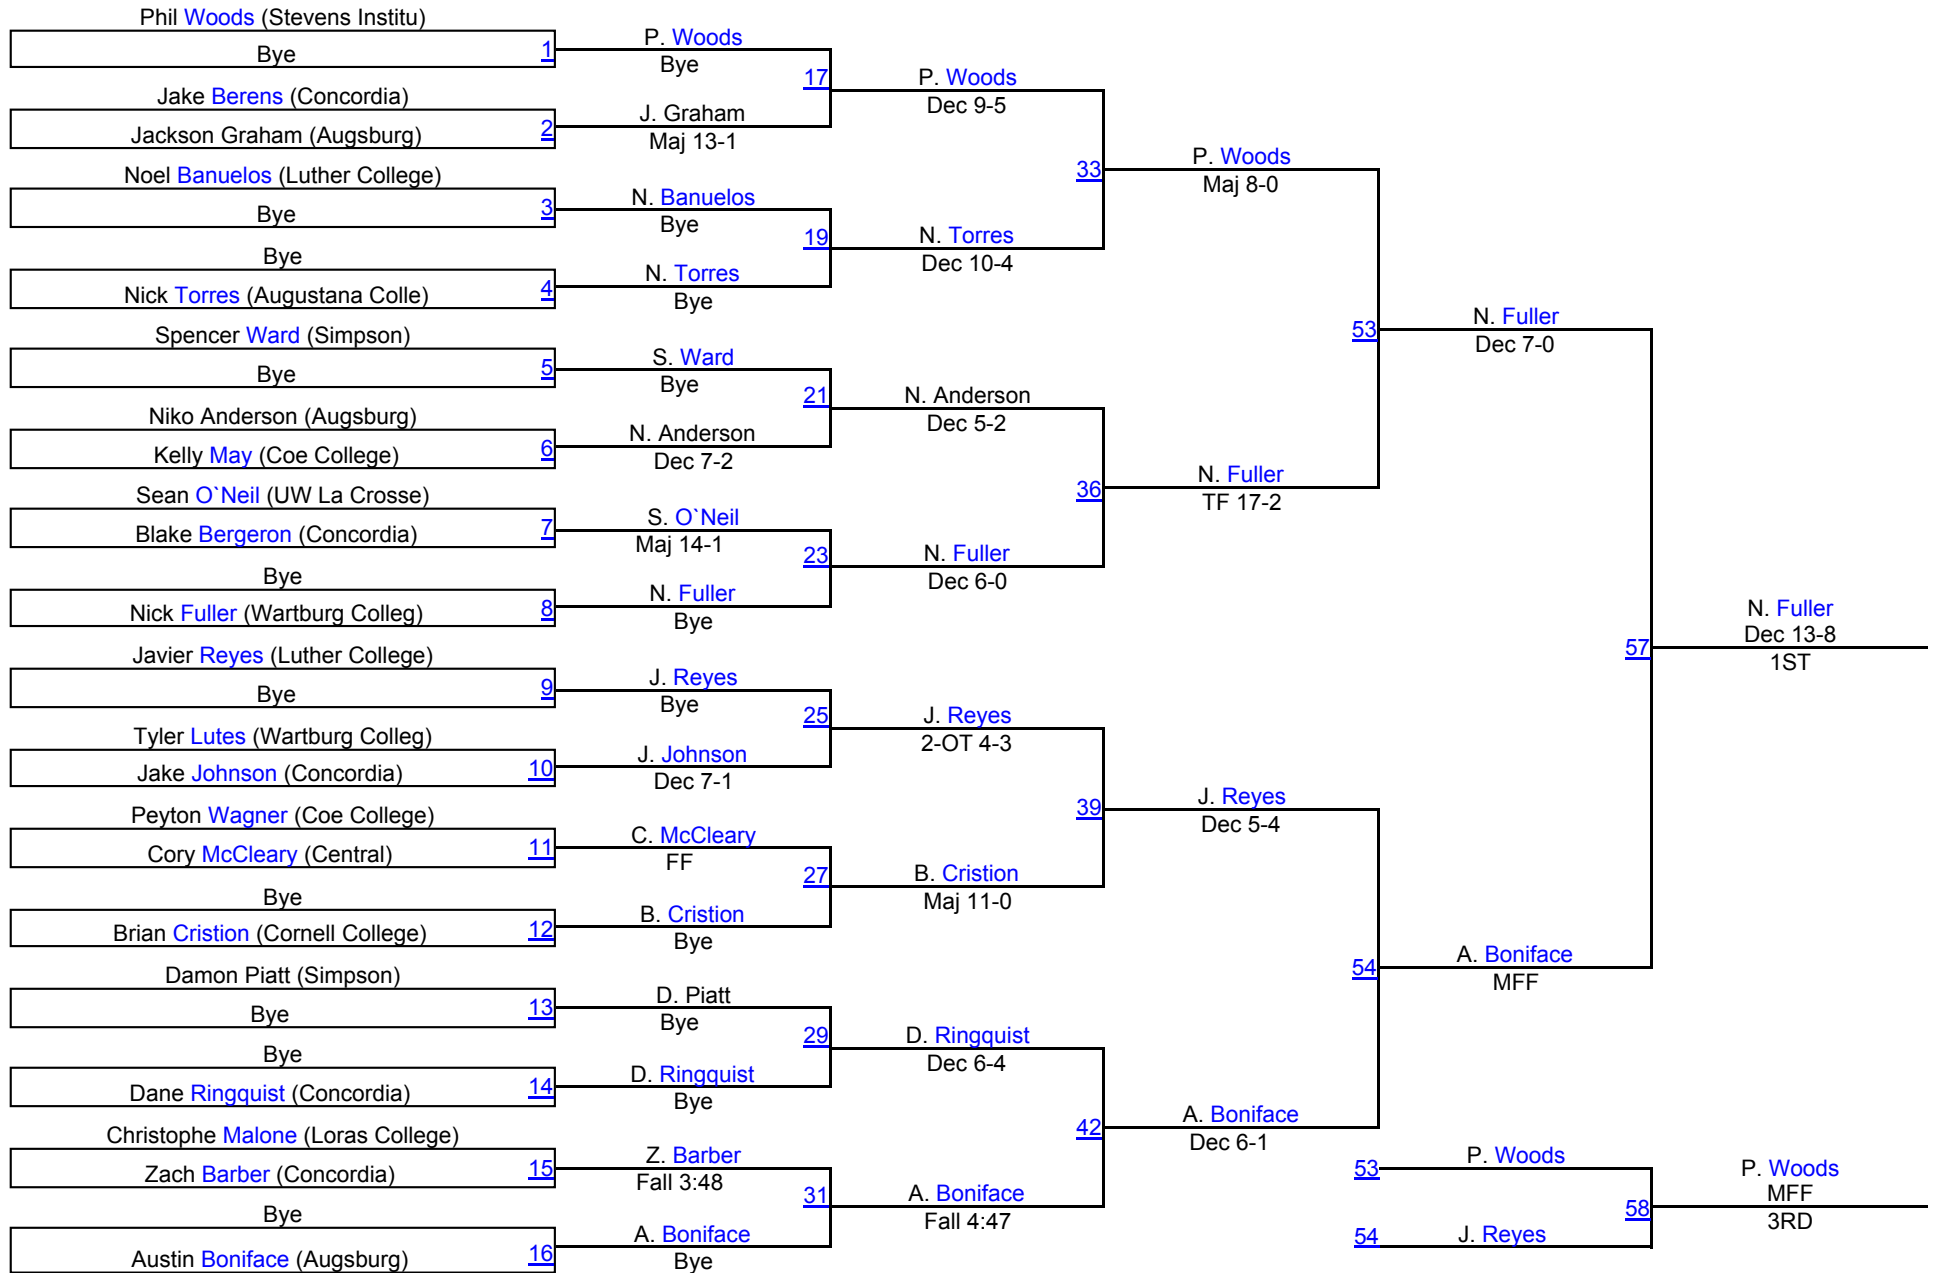 Phil Woods (Stevens Institu)
Bye
1
Jake Berens (Concordia)
Jackson Graham (Augsburg)
2
Noel Banuelos (Luther College)
Bye
3
Bye
Nick Torres (Augustana Colle)
4
Spencer Ward (Simpson)
Bye
5
Niko Anderson (Augsburg)
Kelly May (Coe College)
6
Sean O`Neil (UW La Crosse)
Blake Bergeron (Concordia)
7
Bye
Nick Fuller (Wartburg Colleg)
8
Javier Reyes (Luther College)
Bye
9
Tyler Lutes (Wartburg Colleg)
Jake Johnson (Concordia)
10
Peyton Wagner (Coe College)
Cory McCleary (Central)
11
Bye
Brian Cristion (Cornell College)
12
Damon Piatt (Simpson)
Bye
13
Bye
Dane Ringquist (Concordia)
14
Christophe Malone (Loras College)
Zach Barber (Concordia)
15
Bye
Austin Boniface (Augsburg)
16
P. Woods
Bye
17
J. Graham
Maj 13-1
N. Banuelos
Bye
19
N. Torres
Bye
S. Ward
Bye
21
N. Anderson
Dec 7-2
S. O`Neil
Maj 14-1
23
N. Fuller
Bye
J. Reyes
Bye
25
J. Johnson
Dec 7-1
C. McCleary
FF
27
B. Cristion
Bye
D. Piatt
Bye
29
D. Ringquist
Bye
Z. Barber
Fall 3:48
31
A. Boniface
Bye
P. Woods
Dec 9-5
33
N. Torres
Dec 10-4
N. Anderson
Dec 5-2
36
N. Fuller
Dec 6-0
J. Reyes
2-OT 4-3
39
B. Cristion
Maj 11-0
D. Ringquist
Dec 6-4
42
A. Boniface
Fall 4:47
P. Woods
Maj 8-0
53
N. Fuller
TF 17-2
J. Reyes
Dec 5-4
54
A. Boniface
Dec 6-1
N. Fuller
Dec 7-0
57
A. Boniface
MFF
N. Fuller
Dec 13-8
1ST
53
P. Woods
58
54
J. Reyes
P. Woods
MFF
3RD